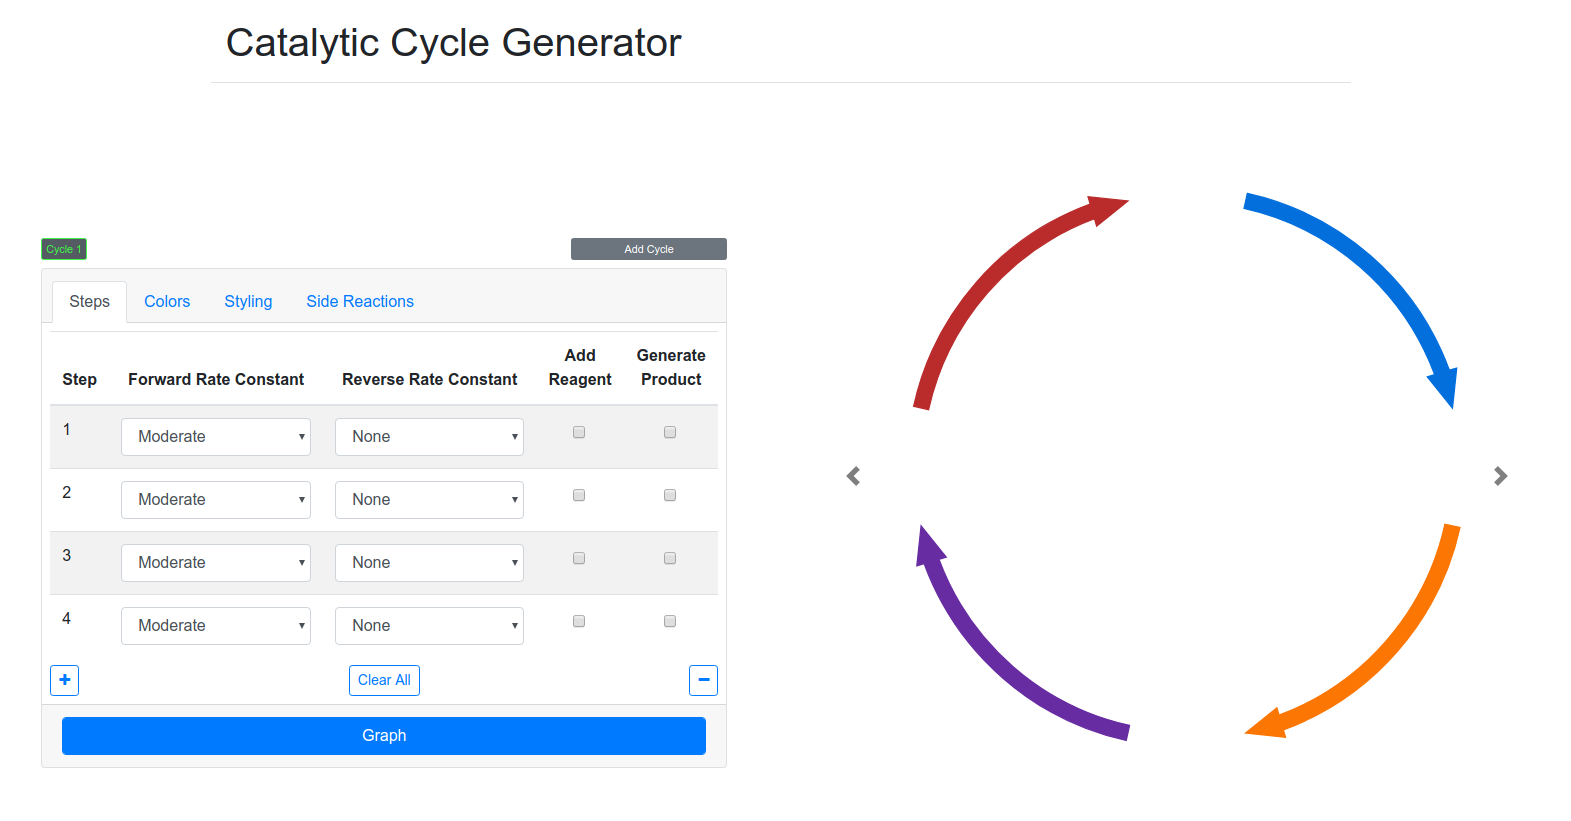 Catalytic Cycle Generator
Cycle 1
Add Cycle
Steps Colors Styling Side Reactions
Step Forward Rate Constant Reverse Rate Constant Add Reagent Generate Product
1 Moderate None
2 Moderate None
3 Moderate None
4 Moderate None
Clear All
Graph